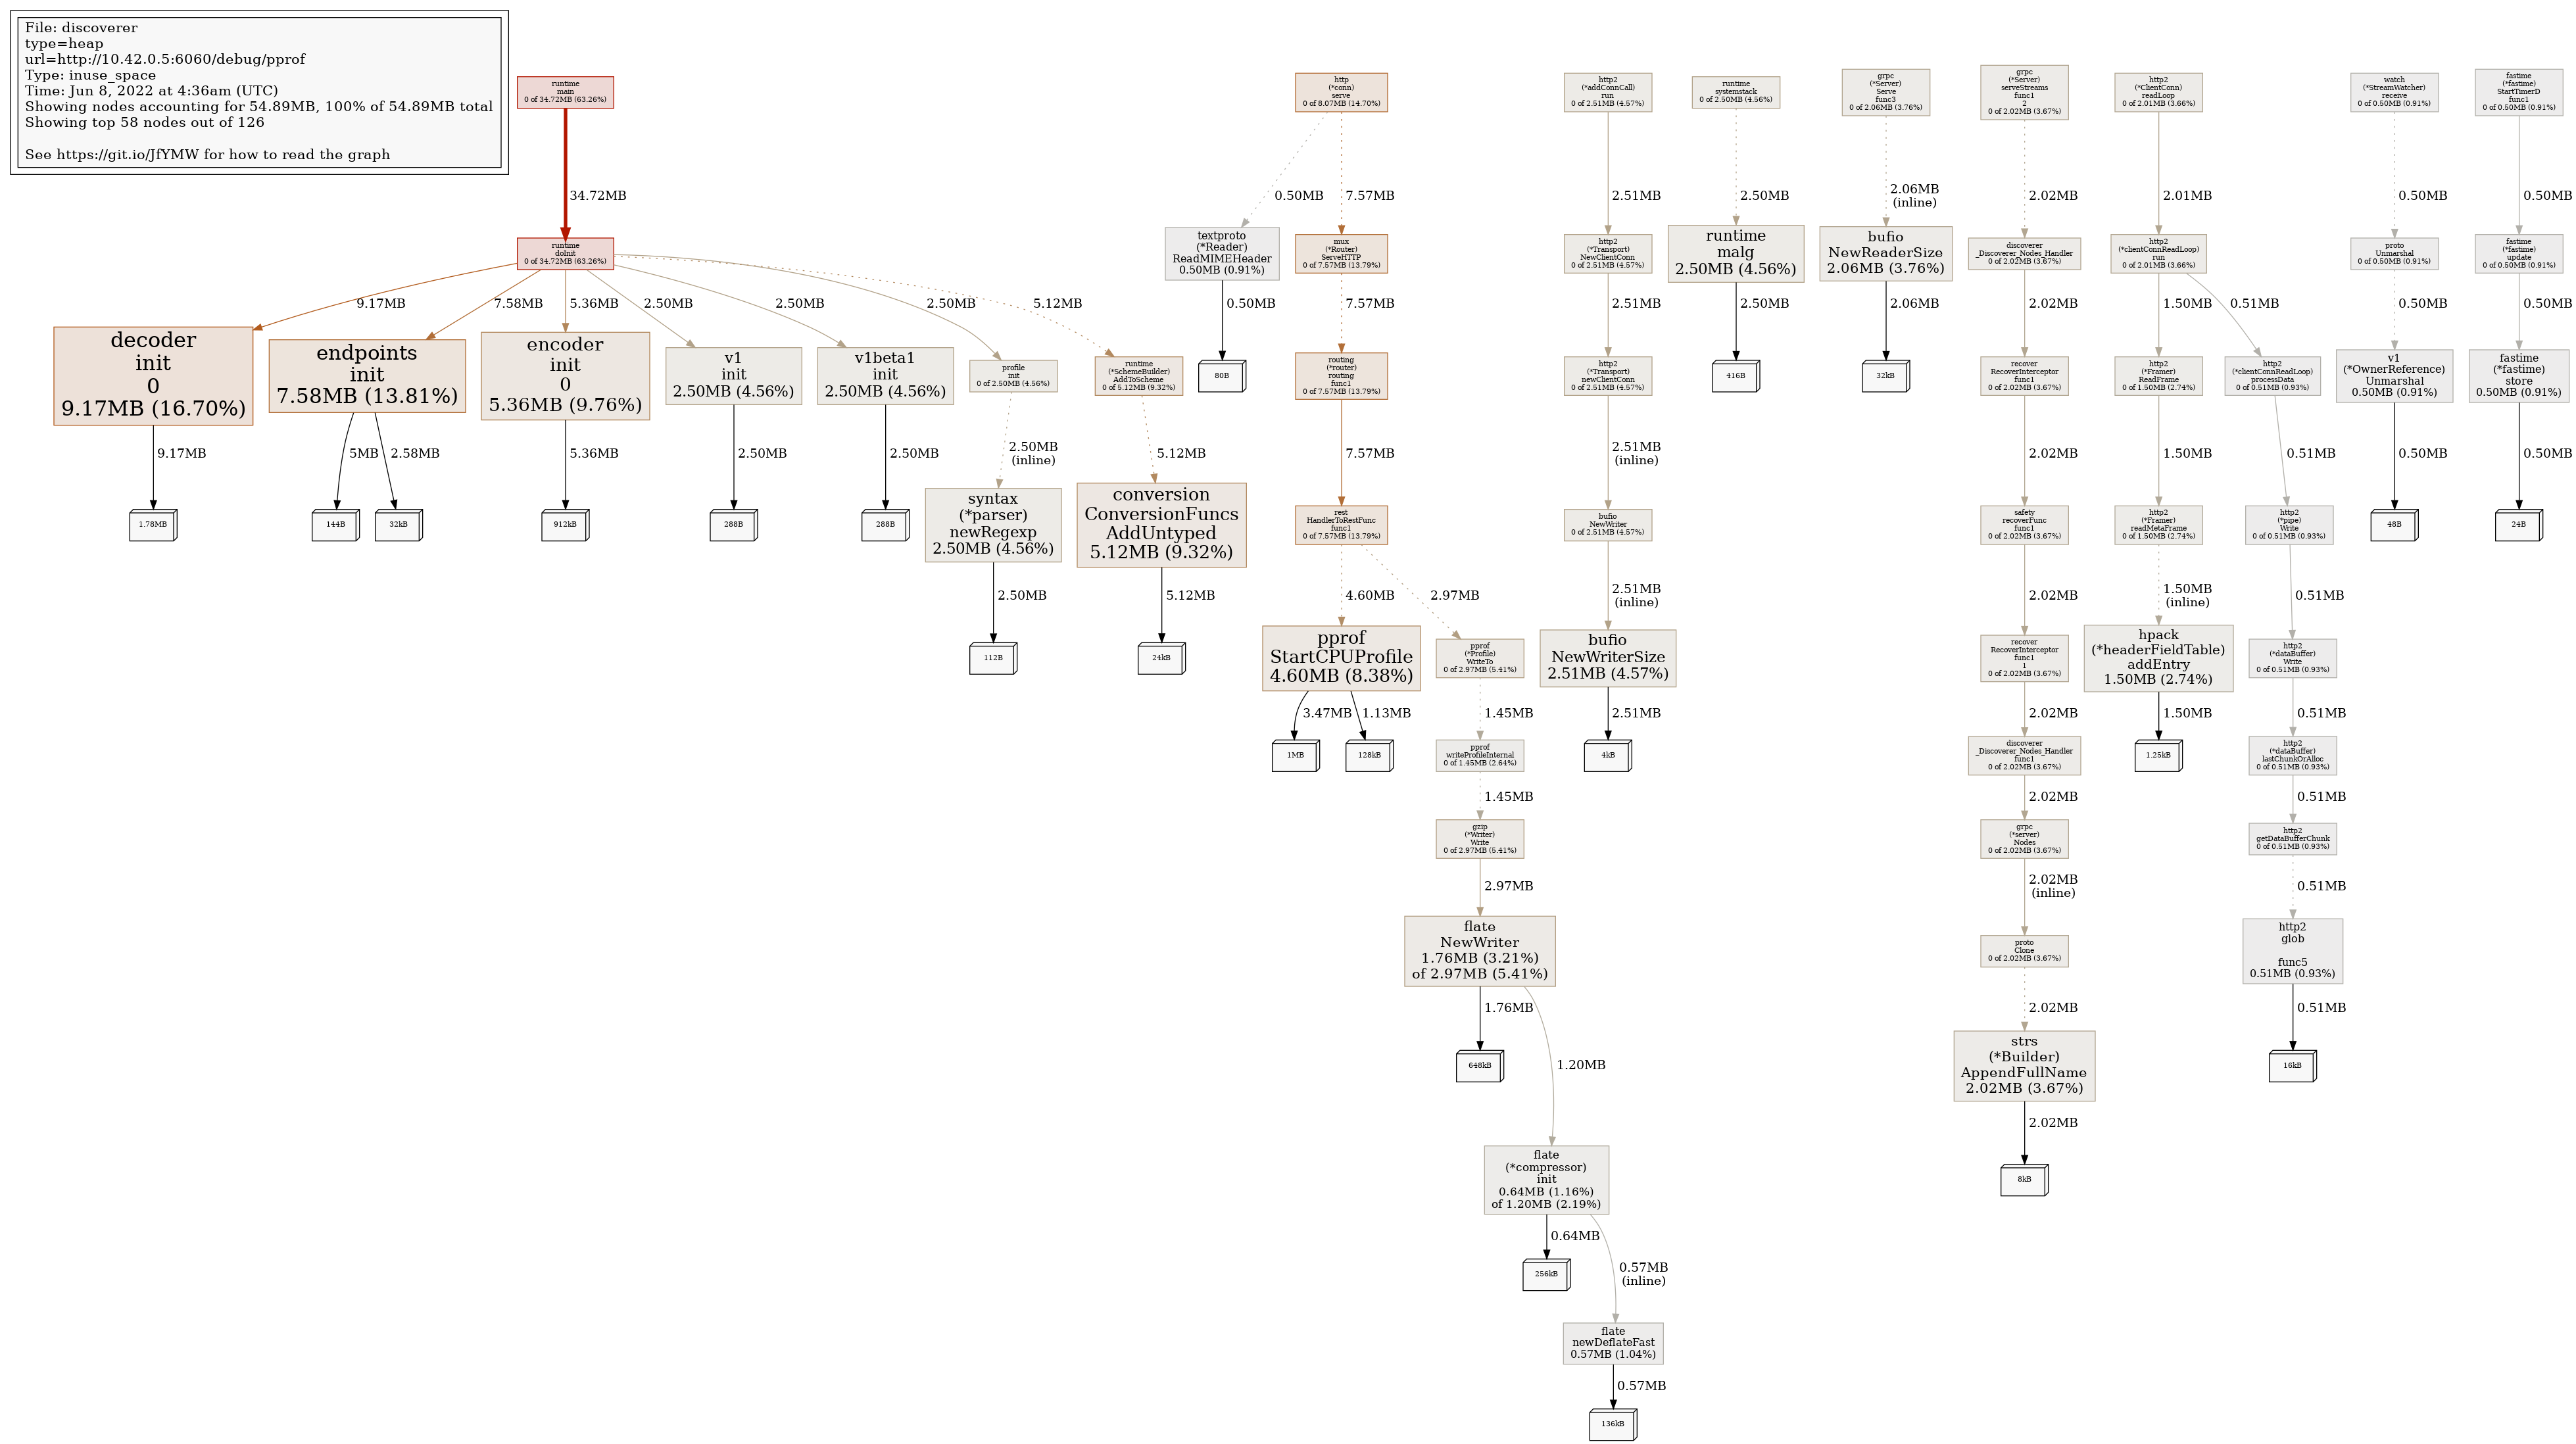 File: discoverer
type=heap
url=http://10.42.0.5:6060/debug/pprof
Type: inuse_space
Time: Jun 8, 2022 at 4:36am (UTC)
Showing nodes accounting for 54.89MB, 100% of 54.89MB total
Showing top 58 nodes out of 126
See https://git.io/JfYMW for how to read the graph
runtime
main
0 of 34.72MB (63.26%)
34.72MB
runtime
doInit
0 of 34.72MB (63.26%)
9.17MB
7.58MB
5.36MB
2.50MB
2.50MB
2.50MB
5.12MB
decoder
init
0
9.17MB (16.70%)
9.17MB
1.78MB
endpoints
init
7.58MB (13.81%)
5MB
2.58MB
144B
32kB
encoder
init
0
5.36MB (9.76%)
5.36MB
912kB
v1
init
2.50MB (4.56%)
2.50MB
288B
v1beta1
init
2.50MB (4.56%)
2.50MB
288B
profile
init
0 of 2.50MB (4.56%)
2.50MB
(inline)
syntax
(*parser)
newRegexp
2.50MB (4.56%)
2.50MB
112B
runtime
(*SchemeBuilder)
AddToScheme
0 of 5.12MB (9.32%)
5.12MB
conversion
ConversionFuncs
AddUntyped
5.12MB (9.32%)
5.12MB
24kB
http
(*conn)
serve
0 of 8.07MB (14.70%)
0.50MB
7.57MB
textproto
(*Reader)
ReadMIMEHeader
0.50MB (0.91%)
0.50MB
80B
mux
(*Router)
ServeHTTP
0 of 7.57MB (13.79%)
7.57MB
routing
(*router)
routing
func1
0 of 7.57MB (13.79%)
7.57MB
rest
HandlerToRestFunc
func1
0 of 7.57MB (13.79%)
4.60MB
2.97MB
pprof
StartCPUProfile
4.60MB (8.38%)
3.47MB
1.13MB
1MB
128kB
pprof
(*Profile)
WriteTo
0 of 2.97MB (5.41%)
1.45MB
pprof
writeProfileInternal
0 of 1.45MB (2.64%)
1.45MB
gzip
(*Writer)
Write
0 of 2.97MB (5.41%)
2.97MB
flate
NewWriter
1.76MB (3.21%)
of 2.97MB (5.41%)
1.76MB
648kB
1.20MB
flate
(*compressor)
init
0.64MB (1.16%)
of 1.20MB (2.19%)
0.64MB
256kB
0.57MB
(inline)
flate
newDeflateFast
0.57MB (1.04%)
0.57MB
136kB
http2
(*addConnCall)
run
0 of 2.51MB (4.57%)
2.51MB
http2
(*Transport)
NewClientConn
0 of 2.51MB (4.57%)
2.51MB
http2
(*Transport)
newClientConn
0 of 2.51MB (4.57%)
2.51MB
(inline)
bufio
NewWriter
0 of 2.51MB (4.57%)
2.51MB
(inline)
bufio
NewWriterSize
2.51MB (4.57%)
2.51MB
4kB
runtime
systemstack
0 of 2.50MB (4.56%)
2.50MB
runtime
malg
2.50MB (4.56%)
2.50MB
416B
grpc
(*Server)
Serve
func3
0 of 2.06MB (3.76%)
2.06MB
(inline)
bufio
NewReaderSize
2.06MB (3.76%)
2.06MB
32kB
grpc
(*Server)
serveStreams
func1
2
0 of 2.02MB (3.67%)
2.02MB
discoverer
_Discoverer_Nodes_Handler
0 of 2.02MB (3.67%)
2.02MB
recover
RecoverInterceptor
func1
0 of 2.02MB (3.67%)
2.02MB
safety
recoverFunc
func1
0 of 2.02MB (3.67%)
2.02MB
recover
RecoverInterceptor
func1
1
0 of 2.02MB (3.67%)
2.02MB
discoverer
_Discoverer_Nodes_Handler
func1
0 of 2.02MB (3.67%)
2.02MB
grpc
(*server)
Nodes
0 of 2.02MB (3.67%)
2.02MB
(inline)
proto
Clone
0 of 2.02MB (3.67%)
2.02MB
strs
(*Builder)
AppendFullName
2.02MB (3.67%)
2.02MB
8kB
http2
(*ClientConn)
readLoop
0 of 2.01MB (3.66%)
2.01MB
http2
(*clientConnReadLoop)
run
0 of 2.01MB (3.66%)
1.50MB
0.51MB
http2
(*Framer)
ReadFrame
0 of 1.50MB (2.74%)
1.50MB
http2
(*Framer)
readMetaFrame
0 of 1.50MB (2.74%)
1.50MB
(inline)
hpack
(*headerFieldTable)
addEntry
1.50MB (2.74%)
1.50MB
1.25kB
http2
(*clientConnReadLoop)
processData
0 of 0.51MB (0.93%)
0.51MB
http2
(*pipe)
Write
0 of 0.51MB (0.93%)
0.51MB
http2
(*dataBuffer)
Write
0 of 0.51MB (0.93%)
0.51MB
http2
(*dataBuffer)
lastChunkOrAlloc
0 of 0.51MB (0.93%)
0.51MB
http2
getDataBufferChunk
0 of 0.51MB (0.93%)
0.51MB
http2
glob
func5
0.51MB (0.93%)
0.51MB
16kB
watch
(*StreamWatcher)
receive
0 of 0.50MB (0.91%)
0.50MB
proto
Unmarshal
0 of 0.50MB (0.91%)
0.50MB
v1
(*OwnerReference)
Unmarshal
0.50MB (0.91%)
0.50MB
48B
fastime
(*fastime)
StartTimerD
func1
0 of 0.50MB (0.91%)
0.50MB
fastime
(*fastime)
update
0 of 0.50MB (0.91%)
0.50MB
fastime
(*fastime)
store
0.50MB (0.91%)
0.50MB
24B